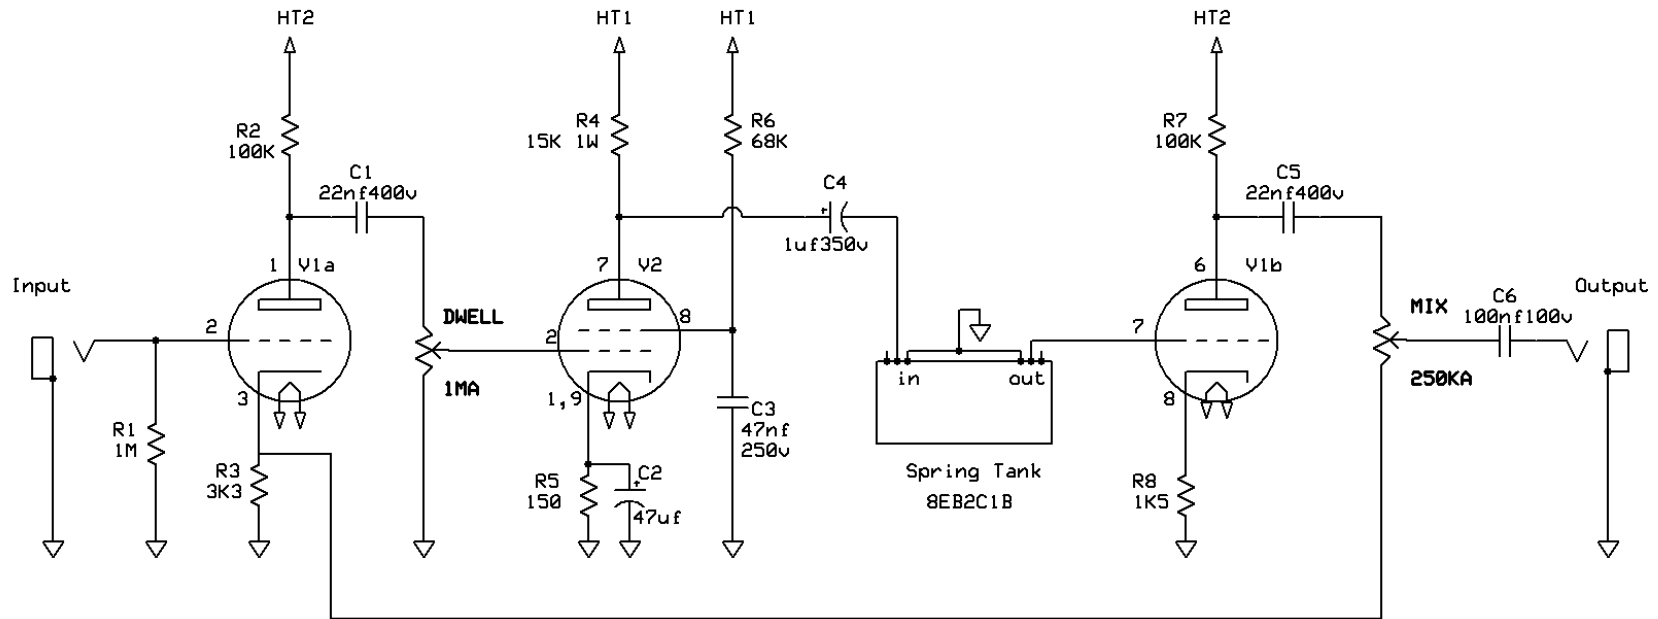 HT2
HT1
HT1
HT2
R2
100K
R4
15K 1W
R6
68K
R7
100K
C1
22nf400v
C4
1uf350v
C5
22nf400v
1 V1a
7 V2
6 V1b
Input
2
DWELL
1MA
2
8
in
out
7
MIX
250KA
C6
100nf100v
Output
3
1,9
8
R1
1M
R3
3K3
R5
150
C2
47uf
C3
47nf
250v
Spring Tank
8EB2C1B
R8
1K5